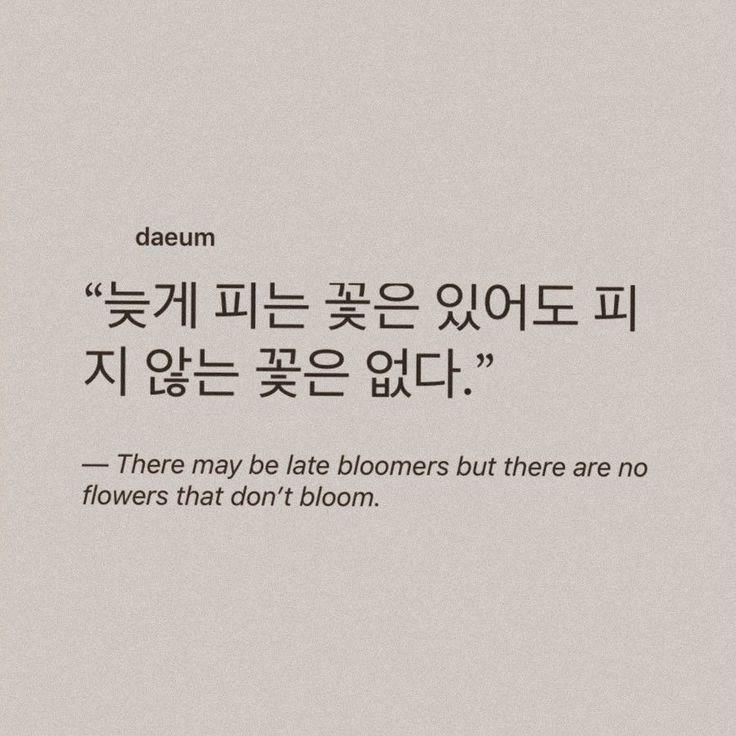 daeum
“늦게 피는 꽃은 있어도 피
지 않는 꽃은 없다.”
— There may be late bloomers but there are no
flowers that don’t bloom.